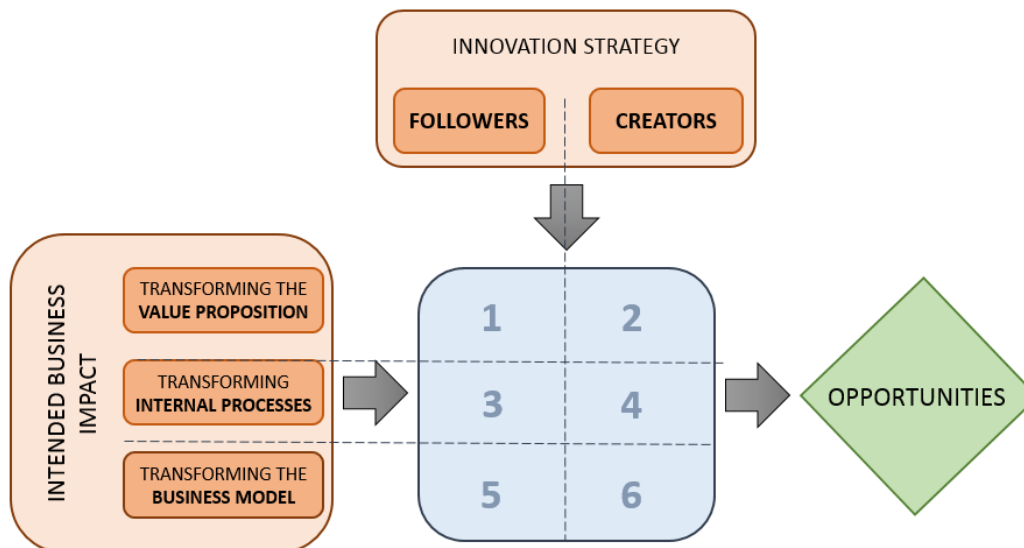 INNOVATION STRATEGY
FOLLOWERS
CREATORS
INTENDED BUSINESS
IMPACT
TRANSFORMING THE
VALUE PROPOSITION
TRANSFORMING
INTERNAL PROCESSES
TRANSFORMING THE
BUSINESS MODEL
1 2
3 4
5 6
OPPORTUNITIES